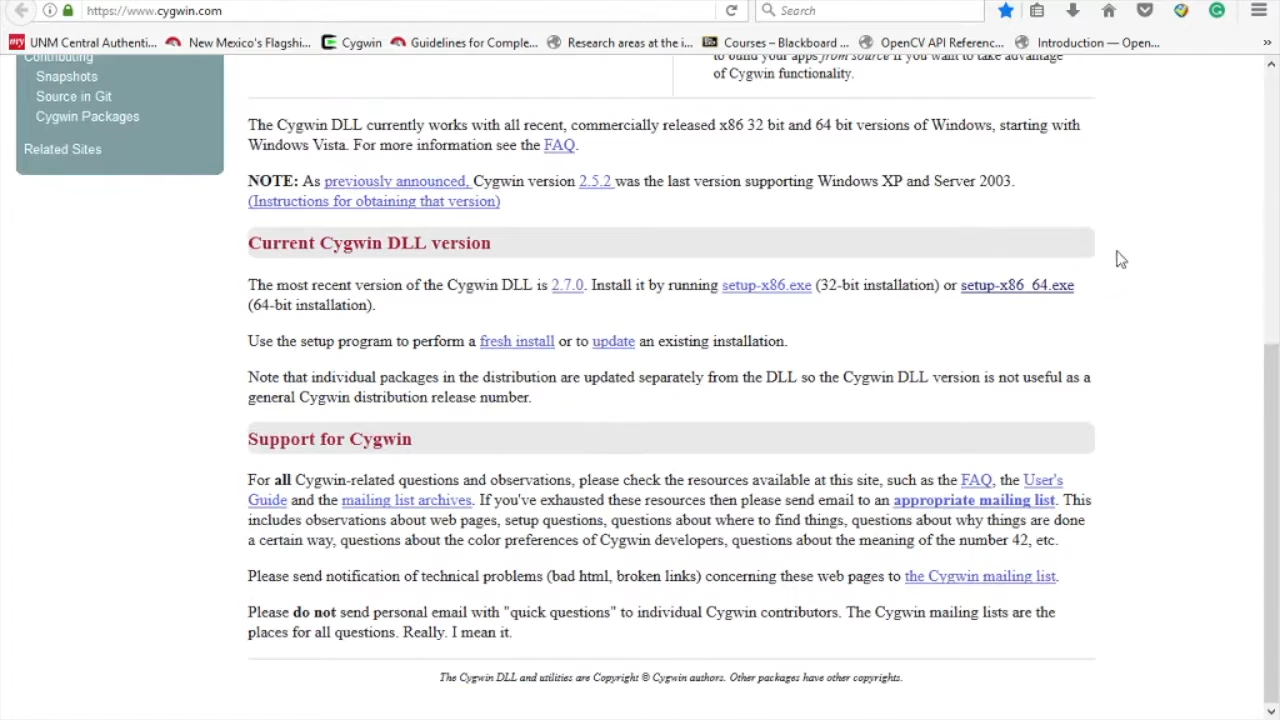 https://www.cygwin.com
Search
my UNM Central Authenti...
New Mexico's Flagshi...
Cygwin
Guidelines for Comple...
Research areas at the i...
Courses – Blackboard ...
OpenCV API Referenc...
Introduction — Open...
»
Contributing
Snapshots
Source in Git
Cygwin Packages
Related Sites
to build your apps from source if you want to take advantage
of Cygwin functionality.
The Cygwin DLL currently works with all recent, commercially released x86 32 bit and 64 bit versions of Windows, starting with
Windows Vista. For more information see the FAQ.
NOTE: As previously announced, Cygwin version 2.5.2 was the last version supporting Windows XP and Server 2003.
(Instructions for obtaining that version)
Current Cygwin DLL version
The most recent version of the Cygwin DLL is 2.7.0. Install it by running setup-x86.exe (32-bit installation) or setup-x86_64.exe
(64-bit installation).
Use the setup program to perform a fresh install or to update an existing installation.
Note that individual packages in the distribution are updated separately from the DLL so the Cygwin DLL version is not useful as a
general Cygwin distribution release number.
Support for Cygwin
For all Cygwin-related questions and observations, please check the resources available at this site, such as the FAQ, the User's
Guide and the mailing list archives. If you've exhausted these resources then please send email to an appropriate mailing list. This
includes observations about web pages, setup questions, questions about where to find things, questions about why things are done
a certain way, questions about the color preferences of Cygwin developers, questions about the meaning of the number 42, etc.
Please send notification of technical problems (bad html, broken links) concerning these web pages to the Cygwin mailing list.
Please do not send personal email with "quick questions" to individual Cygwin contributors. The Cygwin mailing lists are the
places for all questions. Really. I mean it.
The Cygwin DLL and utilities are Copyright © Cygwin authors. Other packages have other copyrights.